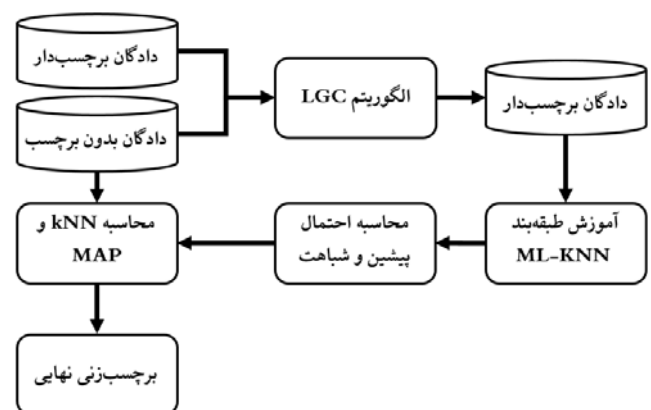 دادگان برچسب‌دار
دادگان بدون برچسب
الگوریتم LGC
دادگان برچسب‌دار
آموزش طبقه‌بند
ML-KNN
محاسبه احتمال
پیشین و شباهت
محاسبه kNN و
MAP
برچسب‌زنی نهایی